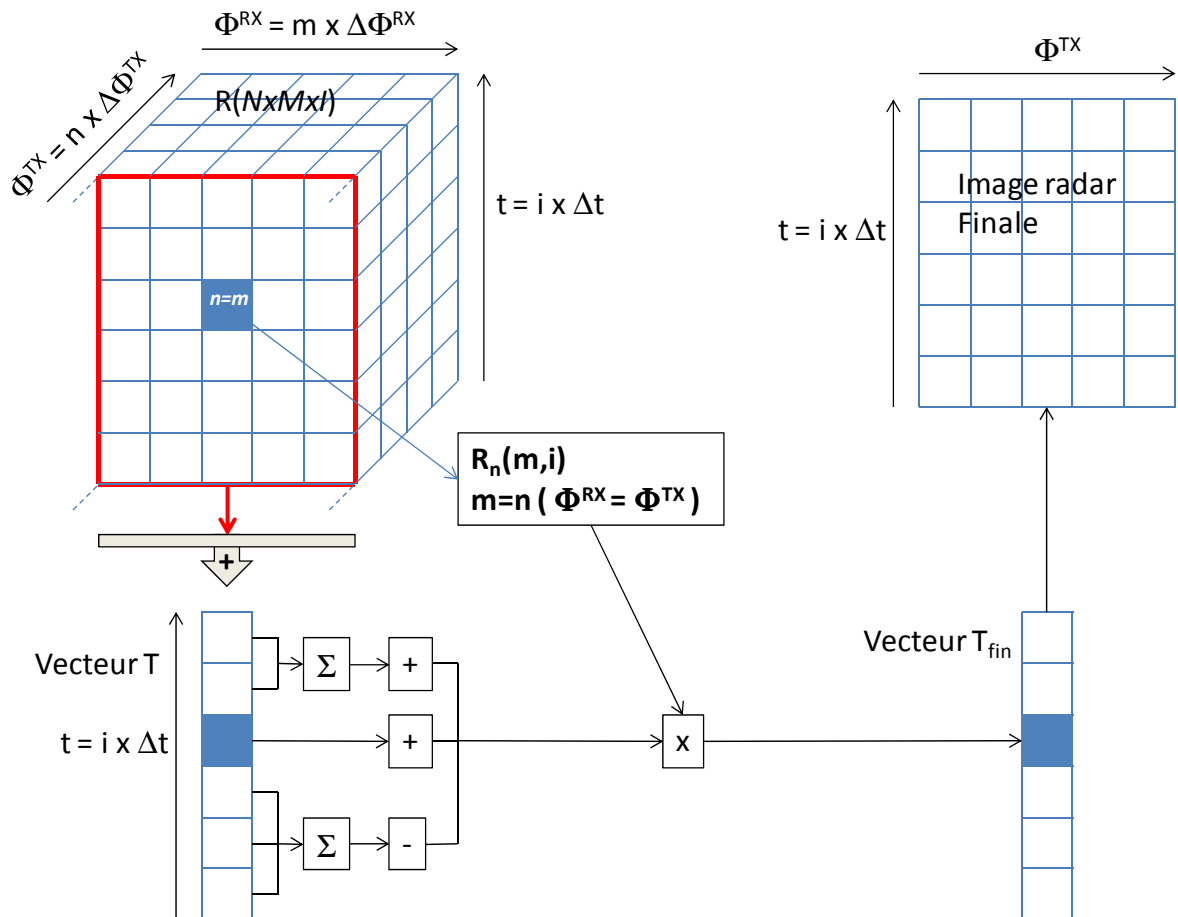 Φ^RX = m x ΔΦ^RX
Φ^TX = n x ΔΦ^TX
R(NxMxI)
t = i x Δt
n=m
Φ^TX
t = i x Δt
Image radar
Finale
R_n(m,i)
m=n ( Φ^RX = Φ^TX )
+
Vecteur T
t = i x Δt
Σ
+
+
Σ
-
x
Vecteur T_fin